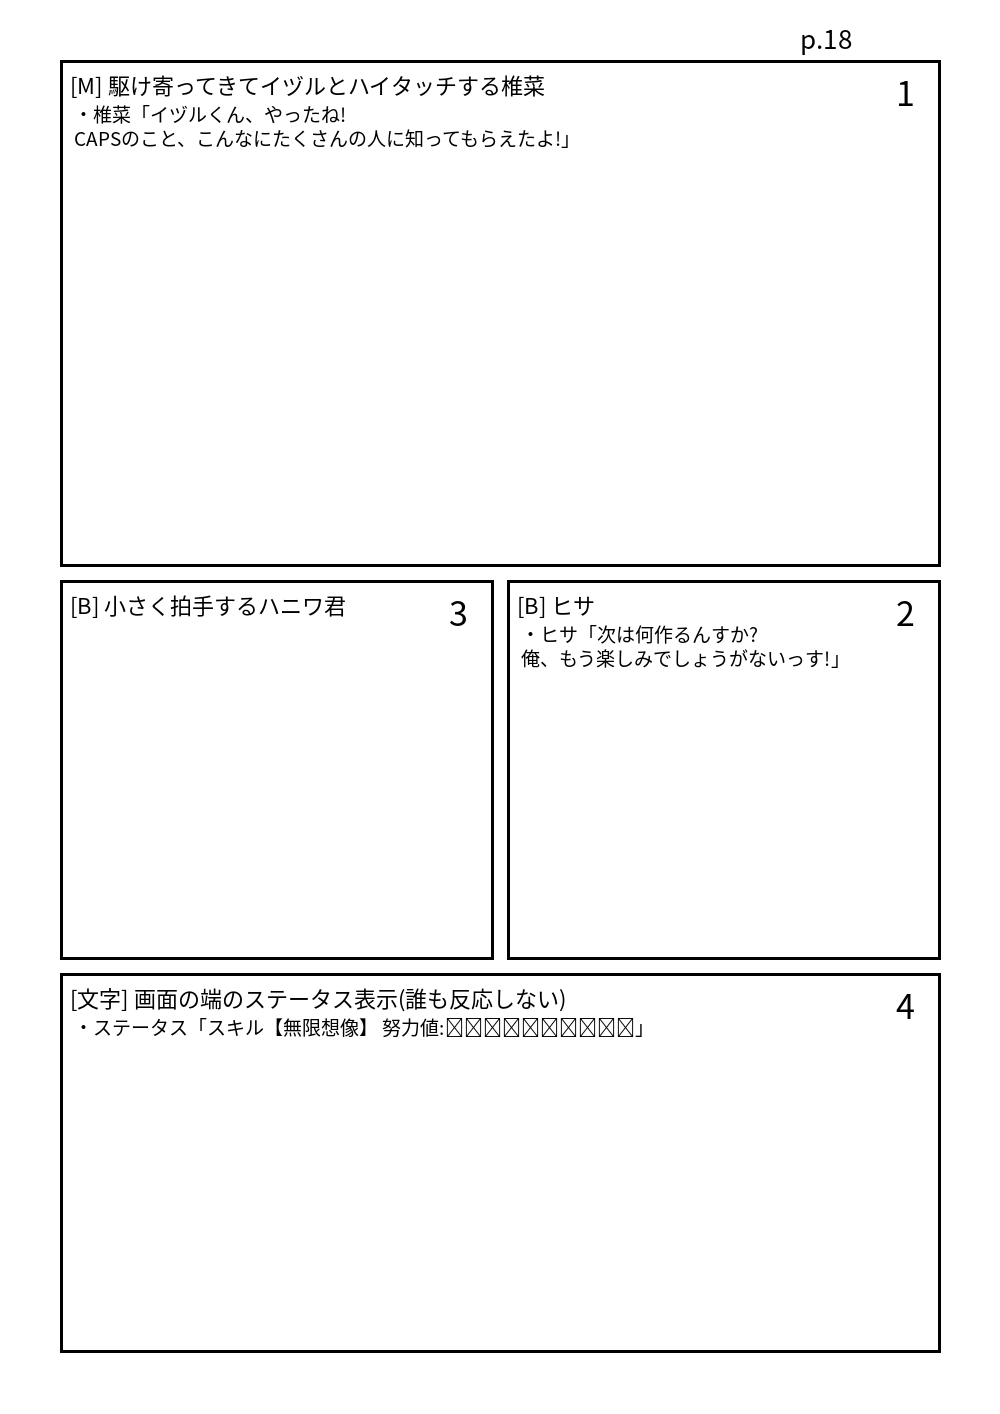 p.18
[M] 駆け寄ってきてイヅルとハイタッチする椎菜
1
・椎菜「イヅルくん、やったね!
CAPSのこと、こんなにたくさんの人に知ってもらえたよ!」
[B] ヒサ
2
・ヒサ「次は何作るんすか?
俺、もう楽しみでしょうがないっす!」
[B] 小さく拍手するハニワ君
3
[文字] 画面の端のステータス表示(誰も反応しない)
4
・ステータス「スキル【無限想像】 努力値:」